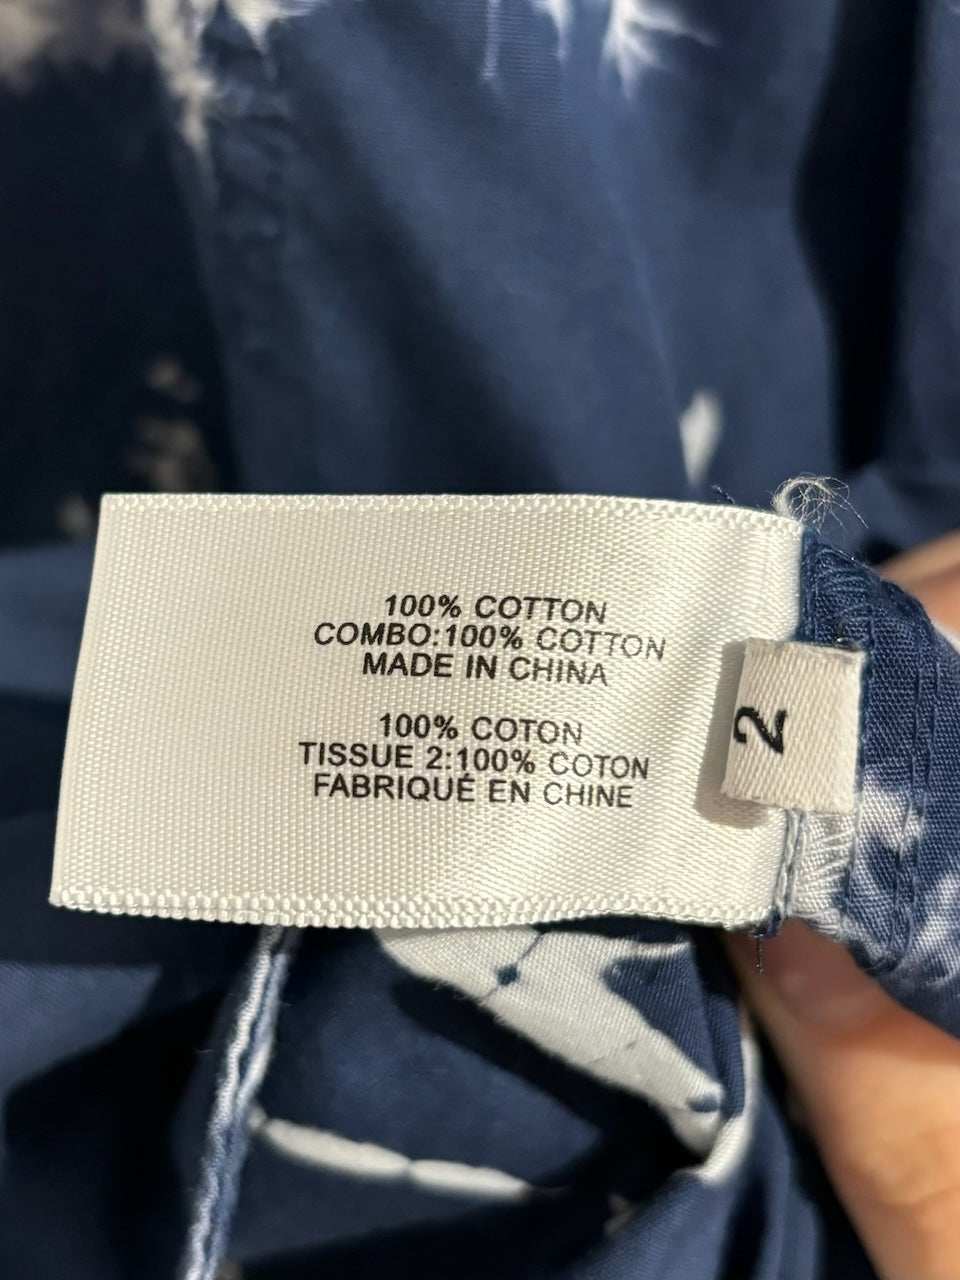 100% COTTON
COMBO:100% COTTON
MADE IN CHINA
100% COTON
TISSUE 2:100% COTON
FABRIQUÉ EN CHINE
2